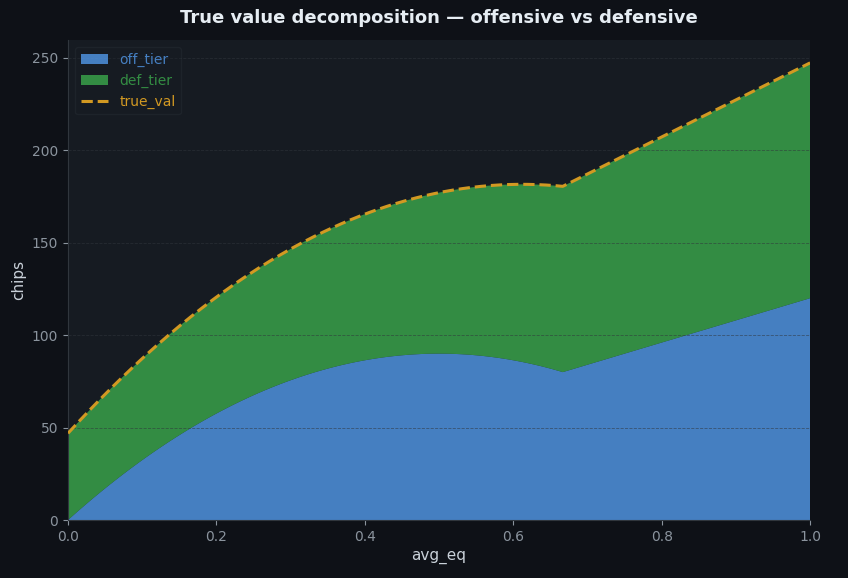 True value decomposition — offensive vs defensive
off_tier
def_tier
true_val
250
200
150
100
50
0
chips
0.0 0.2 0.4 0.6 0.8 1.0
avg_eq